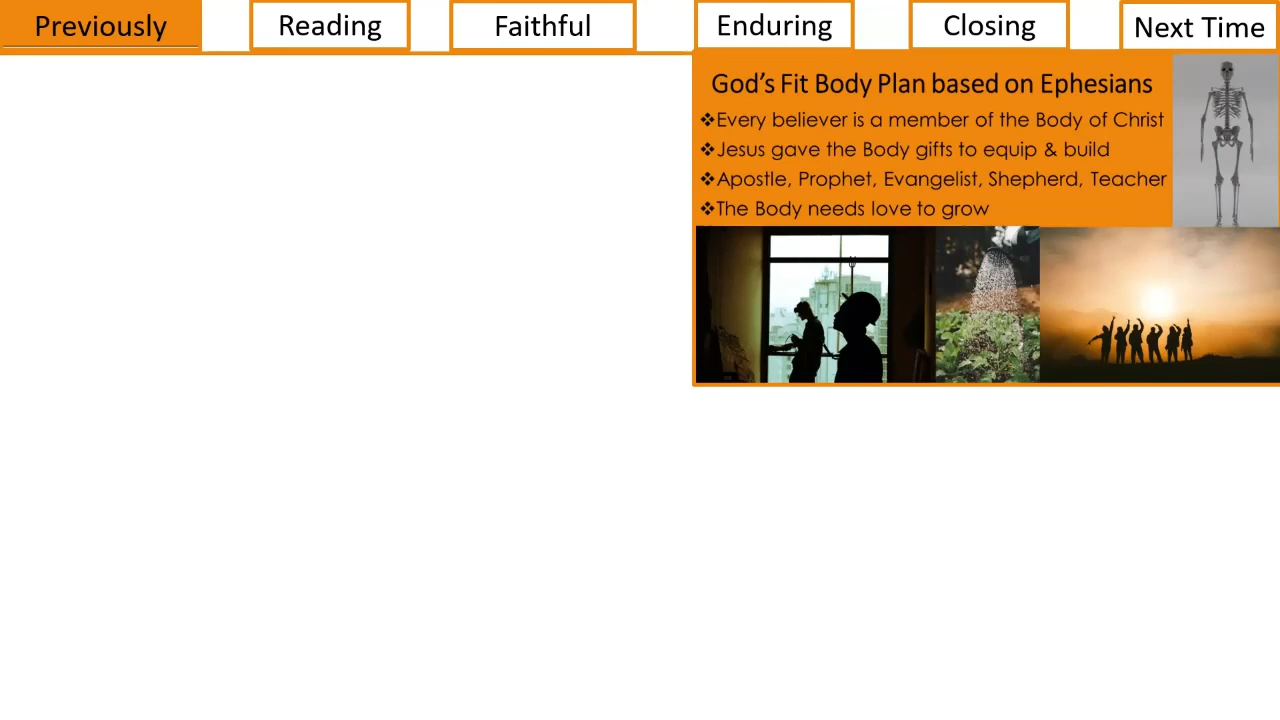 Previously
Reading
Faithful
Enduring
Closing
Next Time
God's Fit Body Plan based on Ephesians
❖Every believer is a member of the Body of Christ
❖Jesus gave the Body gifts to equip & build
❖Apostle, Prophet, Evangelist, Shepherd, Teacher
❖The Body needs love to grow